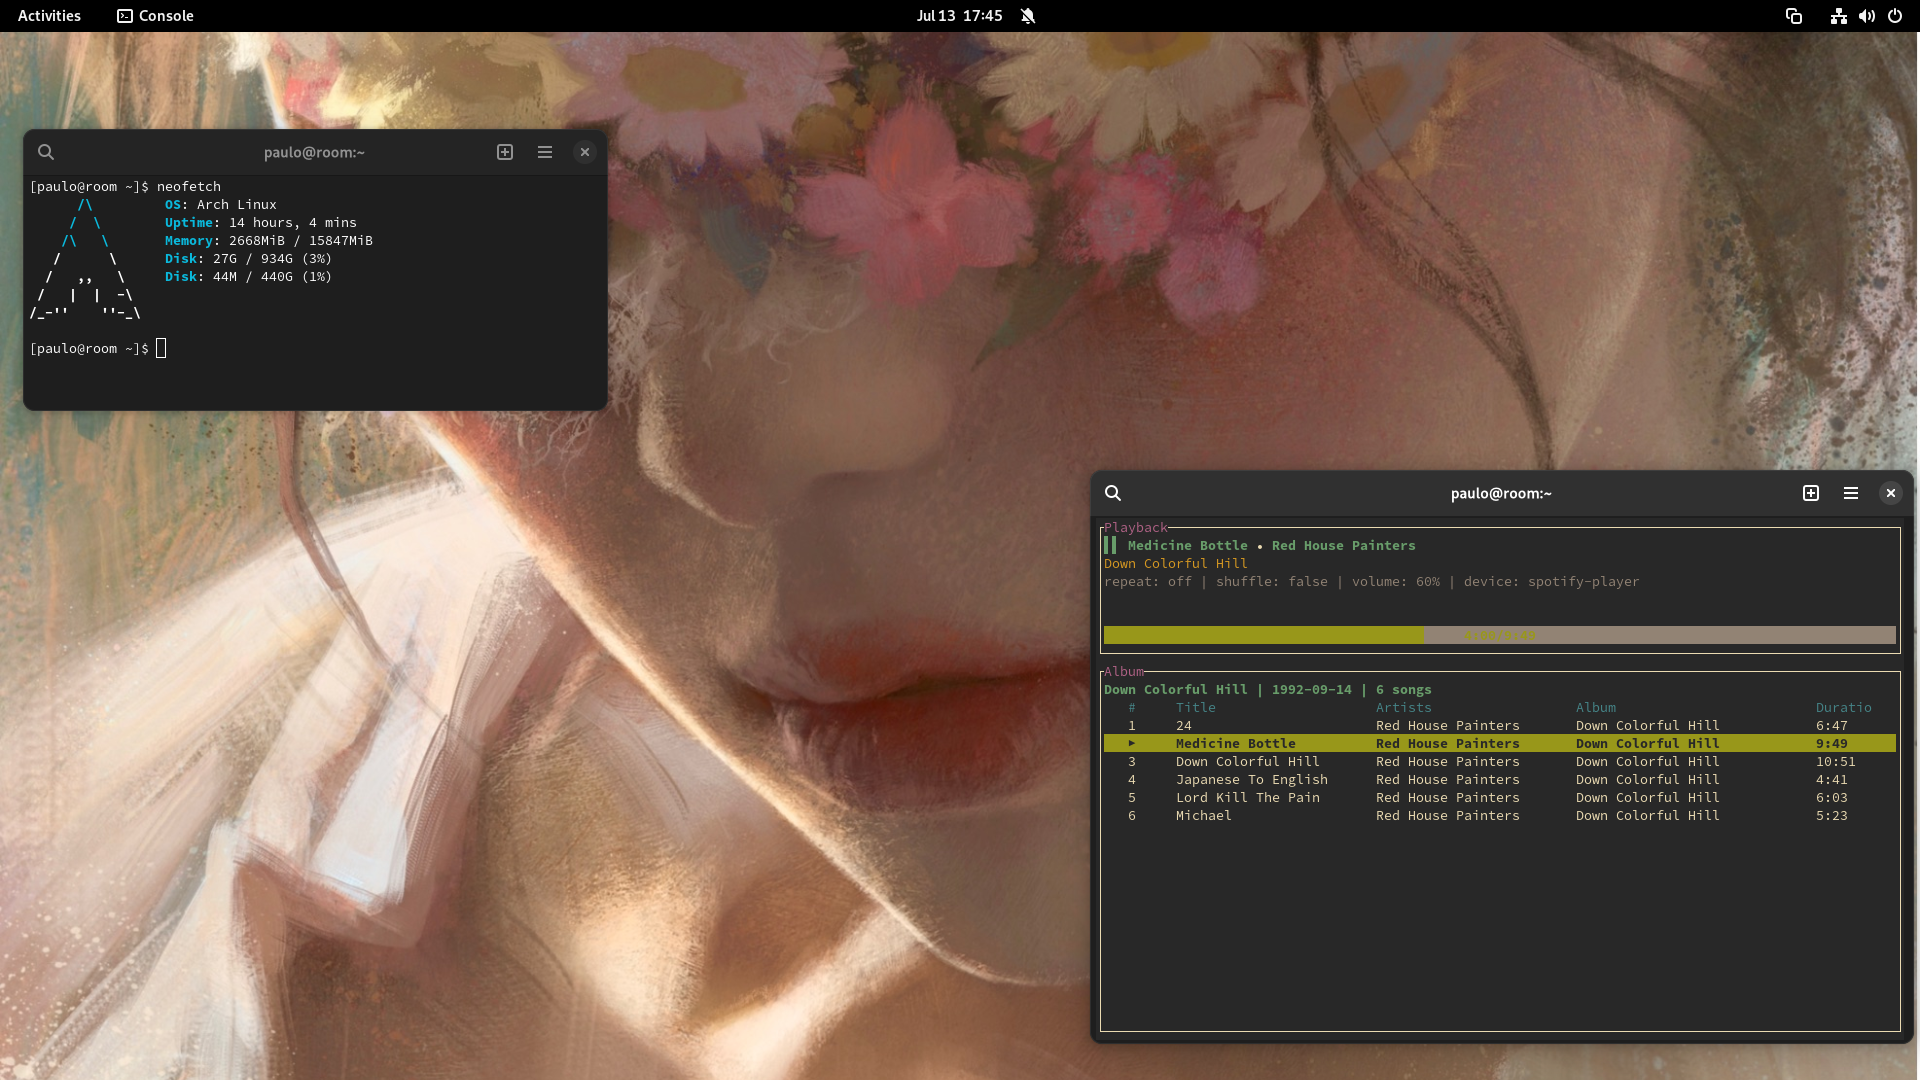 Activities Console Jul 13 17:45
paulo@room:~
[paulo@room ~]$ neofetch
OS: Arch Linux
Uptime: 14 hours, 4 mins
Memory: 2668MiB / 15847MiB
Disk: 27G / 934G (3%)
Disk: 44M / 440G (1%)
[paulo@room ~]$
paulo@room:~
Playback
Medicine Bottle • Red House Painters
Down Colorful Hill
repeat: off | shuffle: false | volume: 60% | device: spotify-player
Album
Down Colorful Hill | 1992-09-14 | 6 songs
# Title Artists Album Duratio
1 24 Red House Painters Down Colorful Hill 6:47
▶ Medicine Bottle Red House Painters Down Colorful Hill 9:49
3 Down Colorful Hill Red House Painters Down Colorful Hill 10:51
4 Japanese To English Red House Painters Down Colorful Hill 4:41
5 Lord Kill The Pain Red House Painters Down Colorful Hill 6:03
6 Michael Red House Painters Down Colorful Hill 5:23